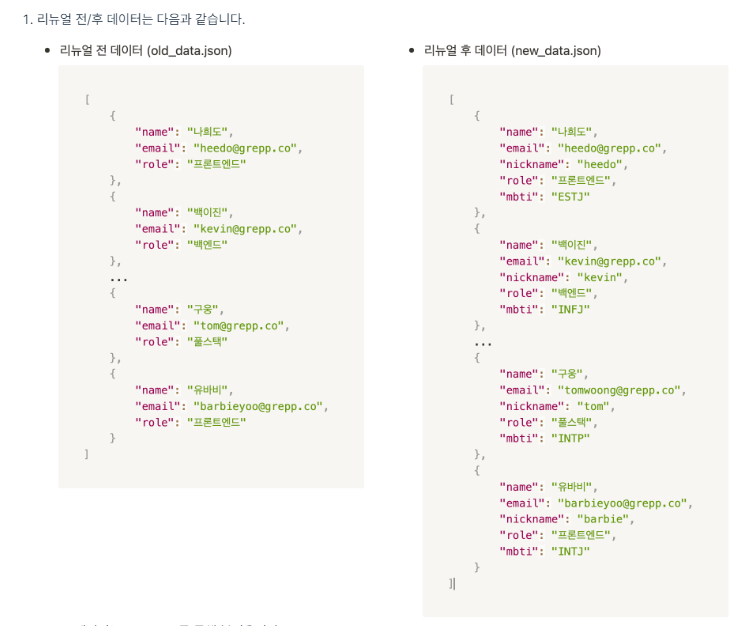 1. 리뉴얼 전/후 데이터는 다음과 같습니다.
• 리뉴얼 전 데이터 (old_data.json)
[
{
"name": "나희도",
"email": "heedo@grepp.co",
"role": "프론트엔드"
},
{
"name": "백이진",
"email": "kevin@grepp.co",
"role": "백엔드"
},
...
{
"name": "구웅",
"email": "tom@grepp.co",
"role": "풀스택"
},
{
"name": "유바비",
"email": "barbieyoo@grepp.co",
"role": "프론트엔드"
}
]
• 리뉴얼 후 데이터 (new_data.json)
[
{
"name": "나희도",
"email": "heedo@grepp.co",
"nickname": "heedo",
"role": "프론트엔드",
"mbti": "ESTJ"
},
{
"name": "백이진",
"email": "kevin@grepp.co",
"nickname": "kevin",
"role": "백엔드",
"mbti": "INFJ"
},
...
{
"name": "구웅",
"email": "tomwoong@grepp.co",
"nickname": "tom",
"role": "풀스택",
"mbti": "INTP"
},
{
"name": "유바비",
"email": "barbieyoo@grepp.co",
"nickname": "barbie",
"role": "프론트엔드",
"mbti": "INTJ"
}
]